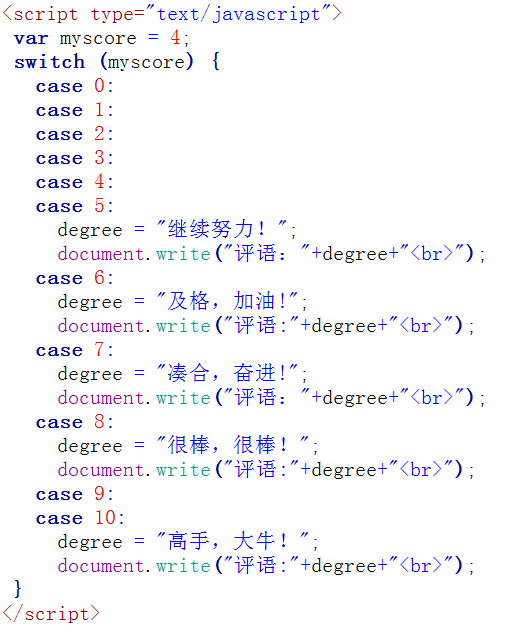 <script type="text/javascript">
var myscore = 4;
switch (myscore) {
case 0:
case 1:
case 2:
case 3:
case 4:
case 5:
degree = "继续努力！";
document.write("评语："+degree+"<br>");
case 6:
degree = "及格，加油!";
document.write("评语:"+degree+"<br>");
case 7:
degree = "凑合，奋进!";
document.write("评语："+degree+"<br>");
case 8:
degree = "很棒，很棒！";
document.write("评语:"+degree+"<br>");
case 9:
case 10:
degree = "高手，大牛！";
document.write("评语:"+degree+"<br>");
}
</script>